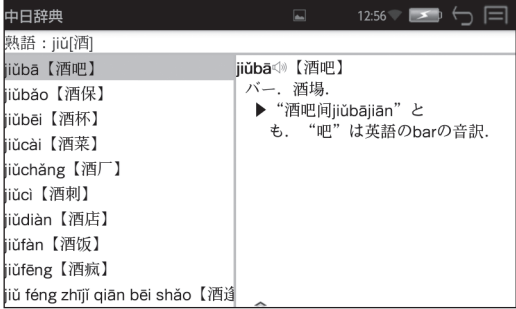 中日辞典 12:56
熟語：jiǔ[酒]
jiǔbā【酒吧】
jiǔbǎo【酒保】
jiǔbēi【酒杯】
jiǔcài【酒菜】
jiǔchǎng【酒厂】
jiǔcì【酒刺】
jiǔdiàn【酒店】
jiǔfàn【酒饭】
jiǔfēng【酒疯】
jiǔ féng zhījǐ qiān bēi shǎo【酒逢
jiǔbā【酒吧】
バー．酒場．
▶“酒吧间jiǔbājiān”と
も．“吧”は英語のbarの音訳．